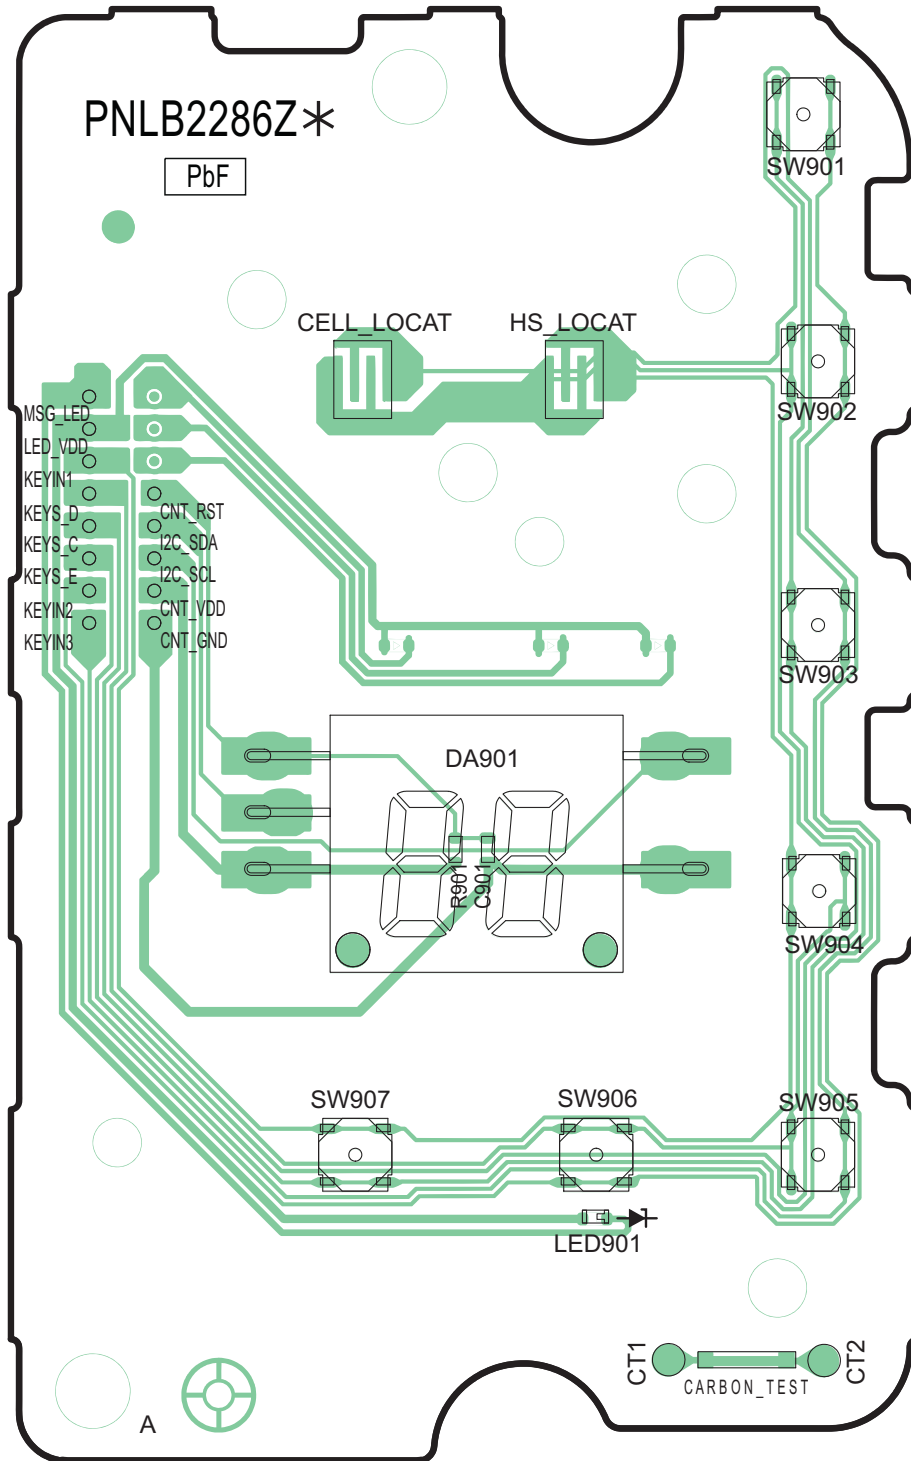 PNLB2286Z*
PbF
SW901
CELL_LOCAT
HS_LOCAT
SW902
MSG_LED
LED_VDD
KEYIN1
KEYS_D
KEYS_C
KEYS_E
KEYIN2
KEYIN3
CNT_RST
I2C_SDA
I2C_SCL
CNT_VDD
CNT_GND
SW903
DA901
R901
C901
SW904
SW907
SW906
SW905
LED901
CT1
CT2
CARBON_TEST
A